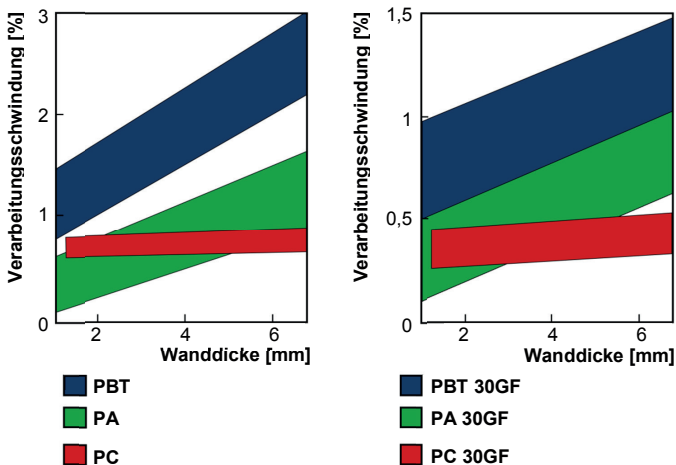 Verarbeitungsschwindung [%]
3
2
1
0
2 4 6
Wanddicke [mm]
PBT
PA
PC
Verarbeitungsschwindung [%]
1,5
1
0,5
0
2 4 6
Wanddicke [mm]
PBT 30GF
PA 30GF
PC 30GF